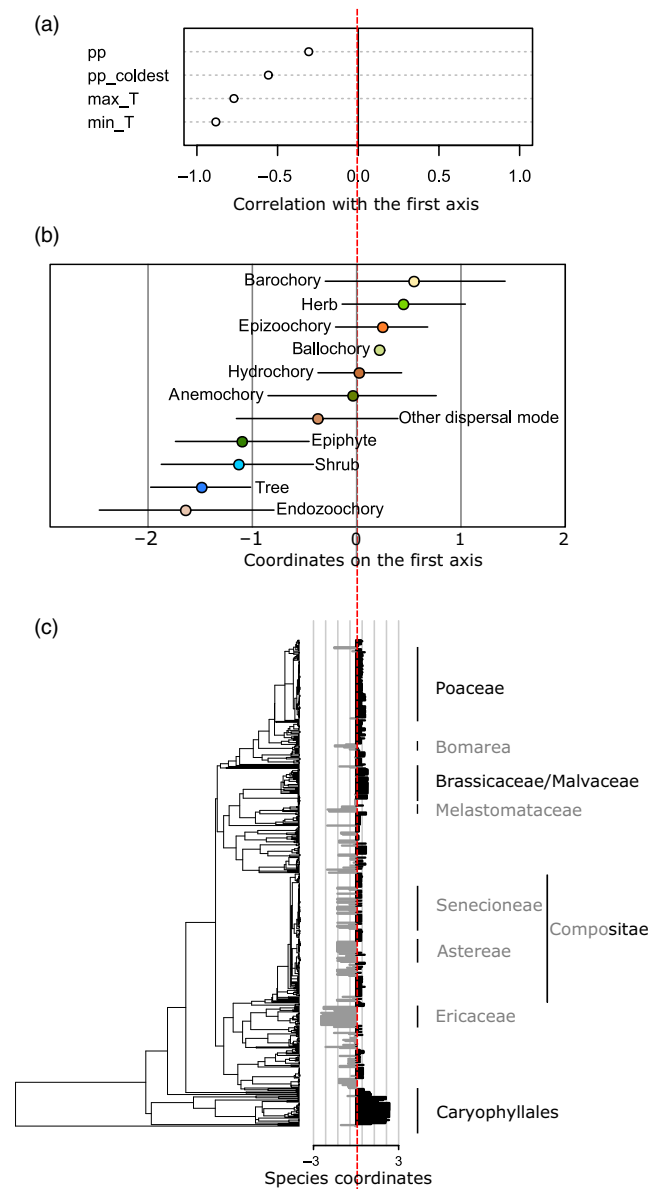 (a)
pp
pp_coldest
max_T
min_T
−1.0 −0.5 0.0 0.5 1.0
Correlation with the first axis
(b)
Barochory
Herb
Epizoochory
Ballochory
Hydrochory
Anemochory
Other dispersal mode
Epiphyte
Shrub
Tree
Endozoochory
−2 −1 0 1 2
Coordinates on the first axis
(c)
Poaceae
Bomarea
Brassicaceae/Malvaceae
Melastomataceae
Senecioneae
Compositae
Astereae
Ericaceae
Caryophyllales
−3 3
Species coordinates